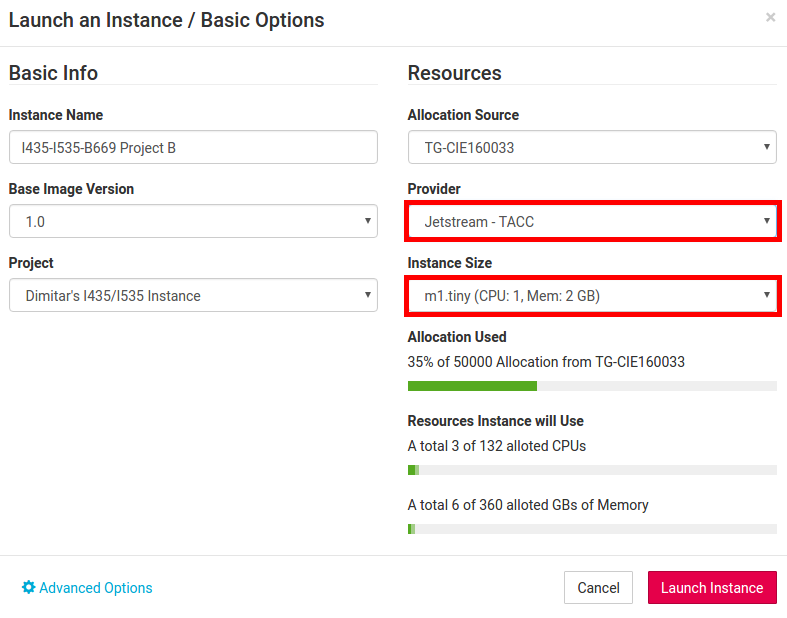 Launch an Instance / Basic Options
×
Basic Info
Instance Name
I435-I535-B669 Project B
Base Image Version
1.0
Project
Dimitar's I435/I535 Instance
Resources
Allocation Source
TG-CIE160033
Provider
Jetstream - TACC
Instance Size
m1.tiny (CPU: 1, Mem: 2 GB)
Allocation Used
35% of 50000 Allocation from TG-CIE160033
Resources Instance will Use
A total 3 of 132 alloted CPUs
A total 6 of 360 alloted GBs of Memory
Advanced Options
Cancel
Launch Instance